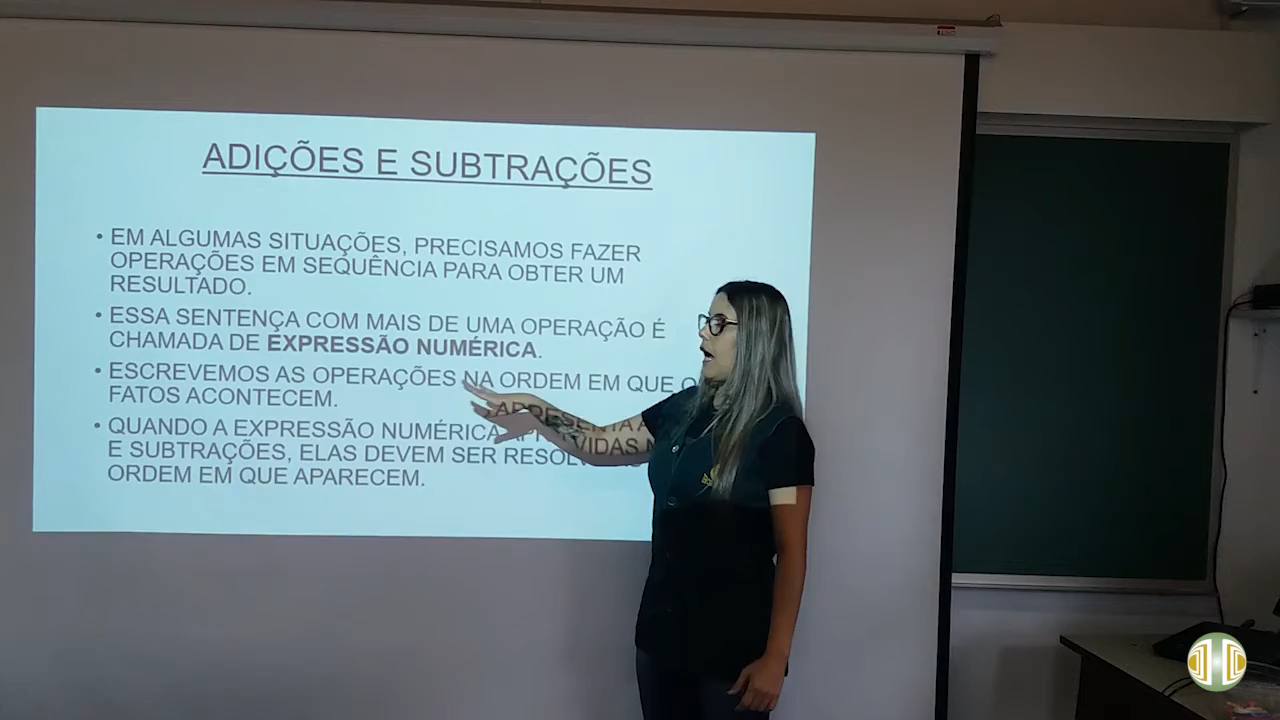 ADIÇÕES E SUBTRAÇÕES
• EM ALGUMAS SITUAÇÕES, PRECISAMOS FAZER
OPERAÇÕES EM SEQUÊNCIA PARA OBTER UM
RESULTADO.
• ESSA SENTENÇA COM MAIS DE UMA OPERAÇÃO É
CHAMADA DE EXPRESSÃO NUMÉRICA.
• ESCREVEMOS AS OPERAÇÕES NA ORDEM EM QUE
FATOS ACONTECEM.
• QUANDO A EXPRESSÃO NUMÉRICA APRESENTA
E SUBTRAÇÕES, ELAS DEVEM SER RESOLVIDAS
ORDEM EM QUE APARECEM.